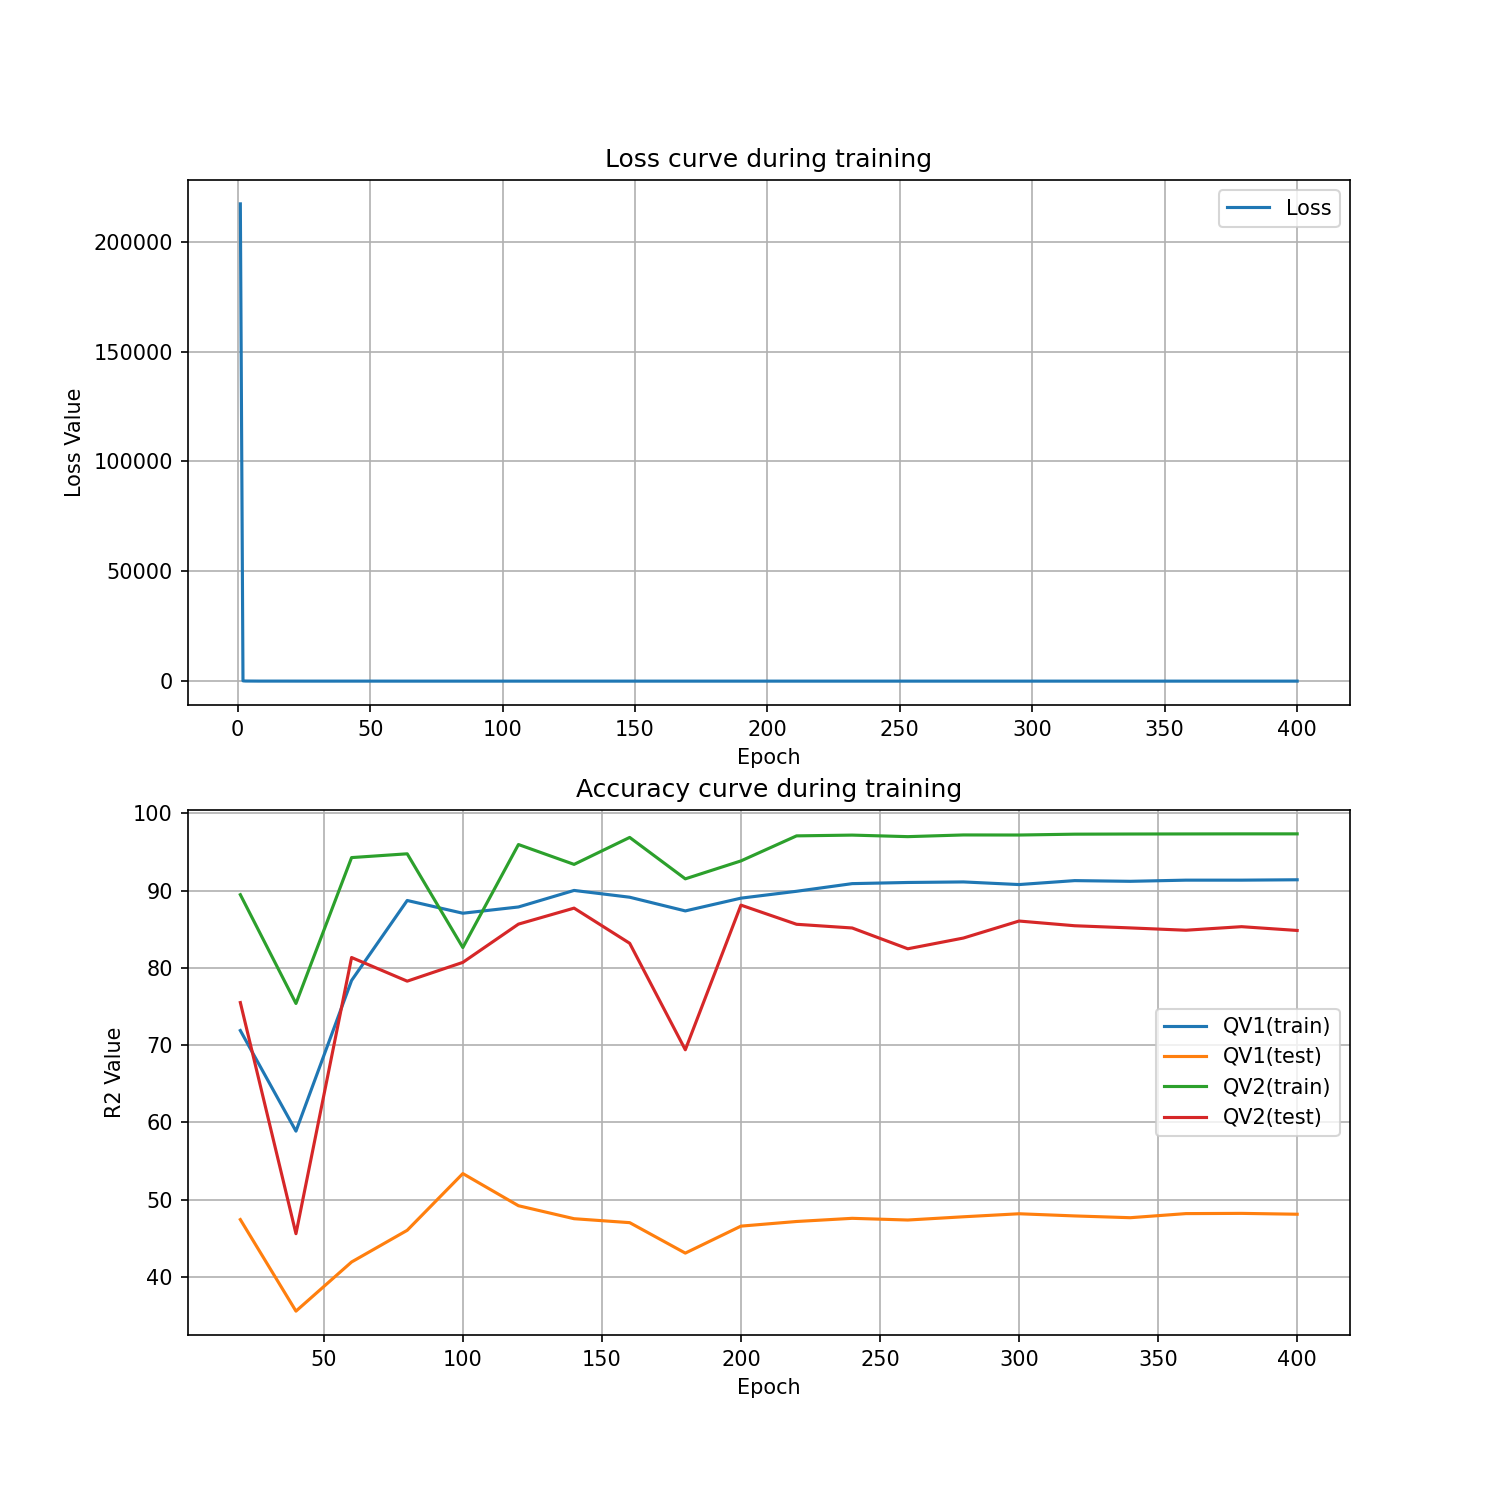 Loss curve during training
Loss
200000
150000
100000
50000
0
Loss Value
0 50 100 150 200 250 300 350 400
Epoch
Accuracy curve during training
100
90
80
70
60
50
40
R2 Value
QV1(train)
QV1(test)
QV2(train)
QV2(test)
50 100 150 200 250 300 350 400
Epoch